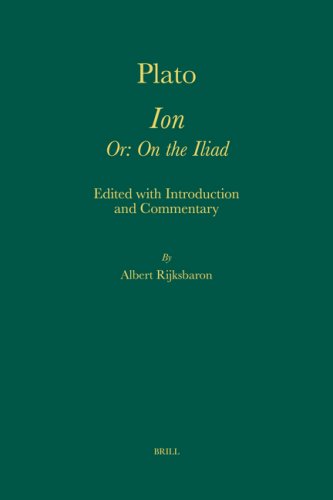 Plato
Ion
Or: On the Iliad
Edited with Introduction
and Commentary
By
Albert Rijksbaron
BRILL